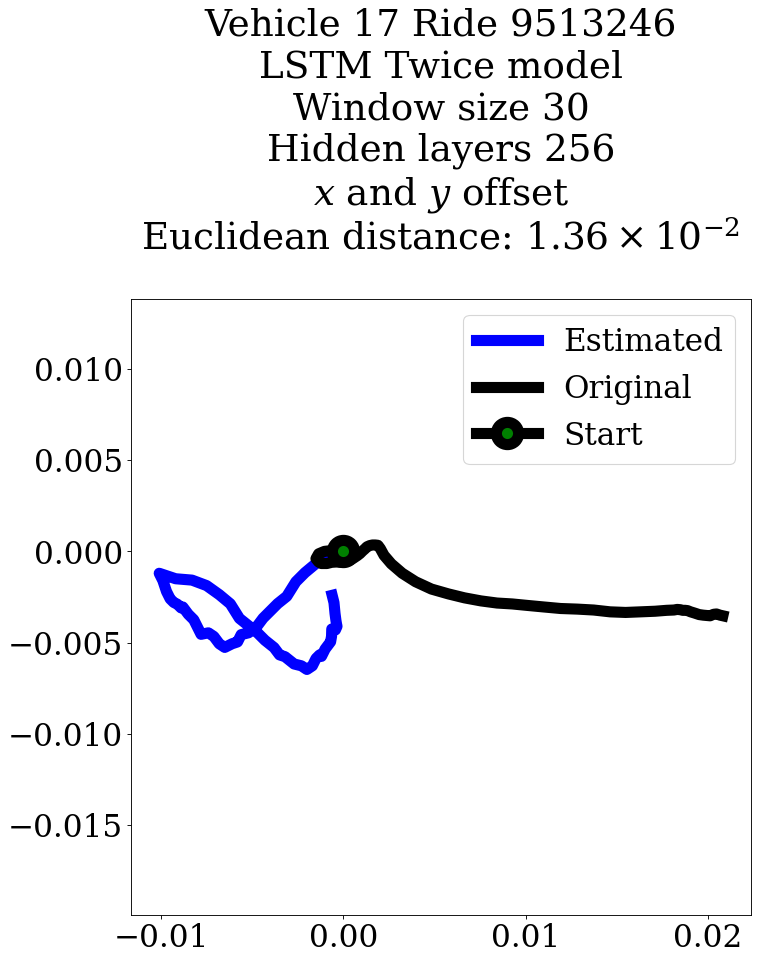 Vehicle 17 Ride 9513246
LSTM Twice model
Window size 30
Hidden layers 256
x and y offset
Euclidean distance: 1.36 × 10⁻²
Estimated
Original
Start
0.010
0.005
0.000
−0.005
−0.010
−0.015
−0.01 0.00 0.01 0.02